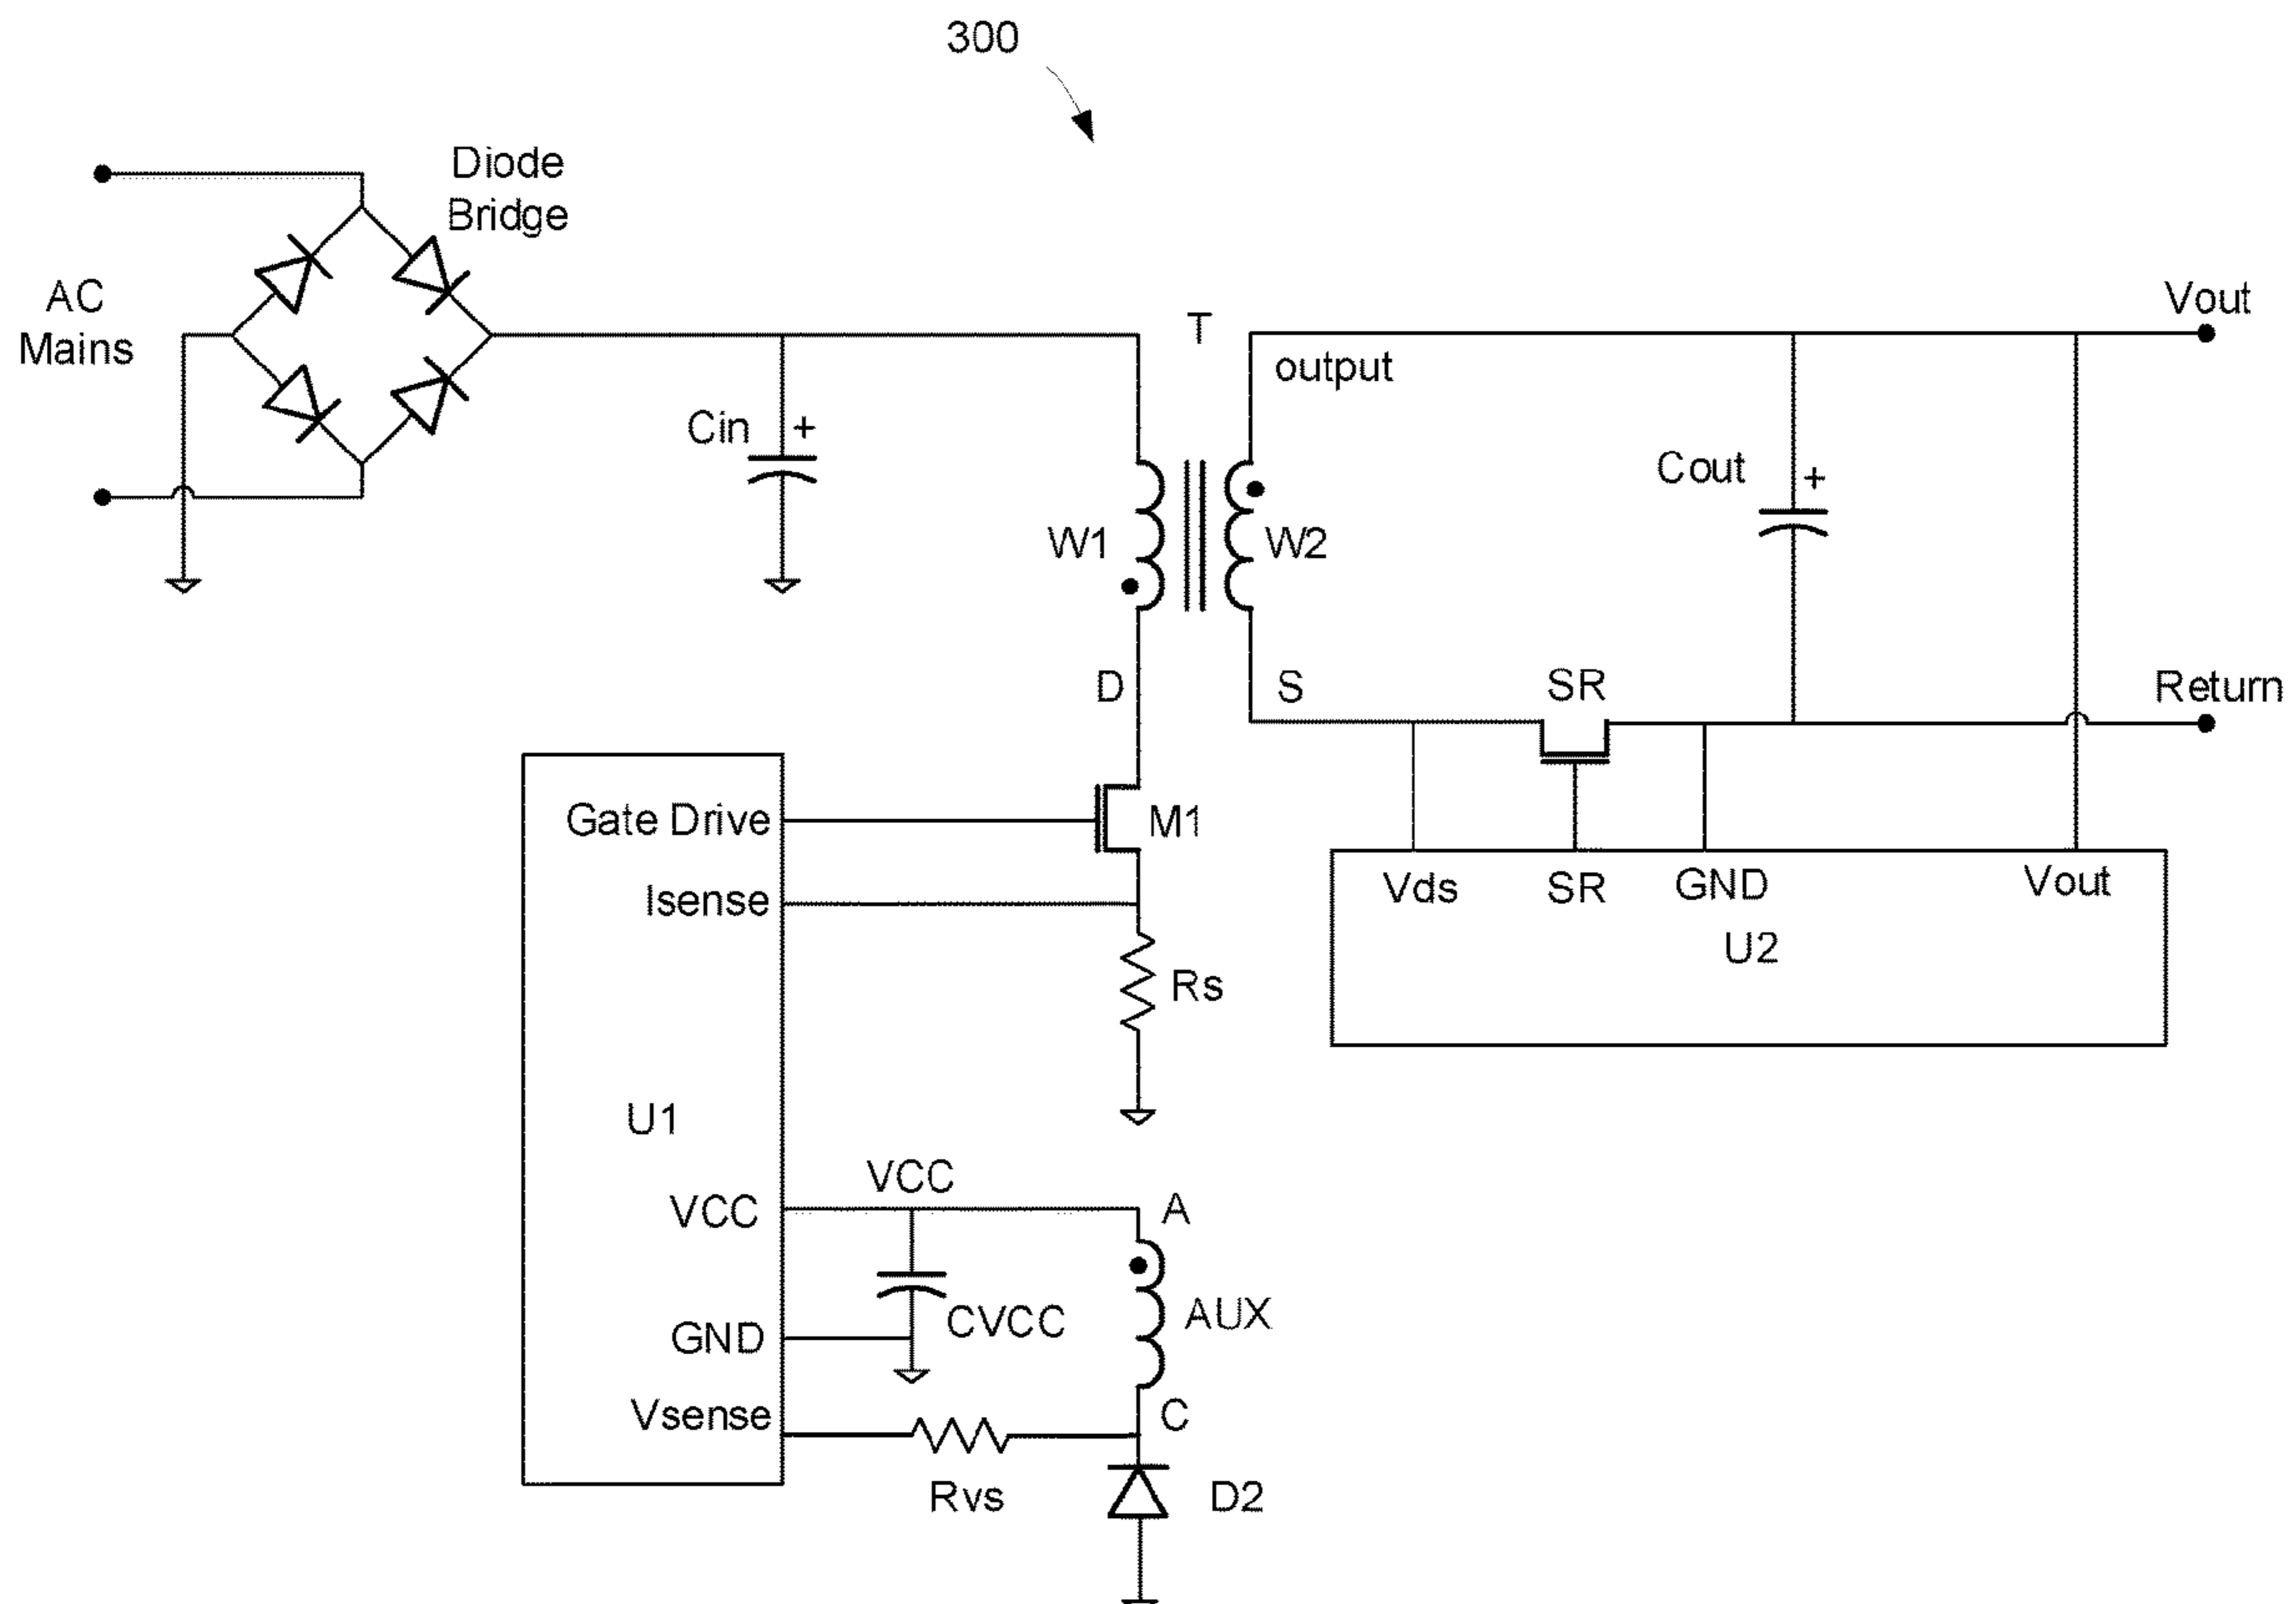 300
Diode
Bridge
AC
Mains
Cin
+
T
output
Vout
W1
W2
Cout
+
D
S
SR
Return
Gate Drive
M1
Isense
Rs
Vds
SR
GND
Vout
U2
U1
VCC
VCC
A
CVCC
AUX
GND
Vsense
C
Rvs
D2